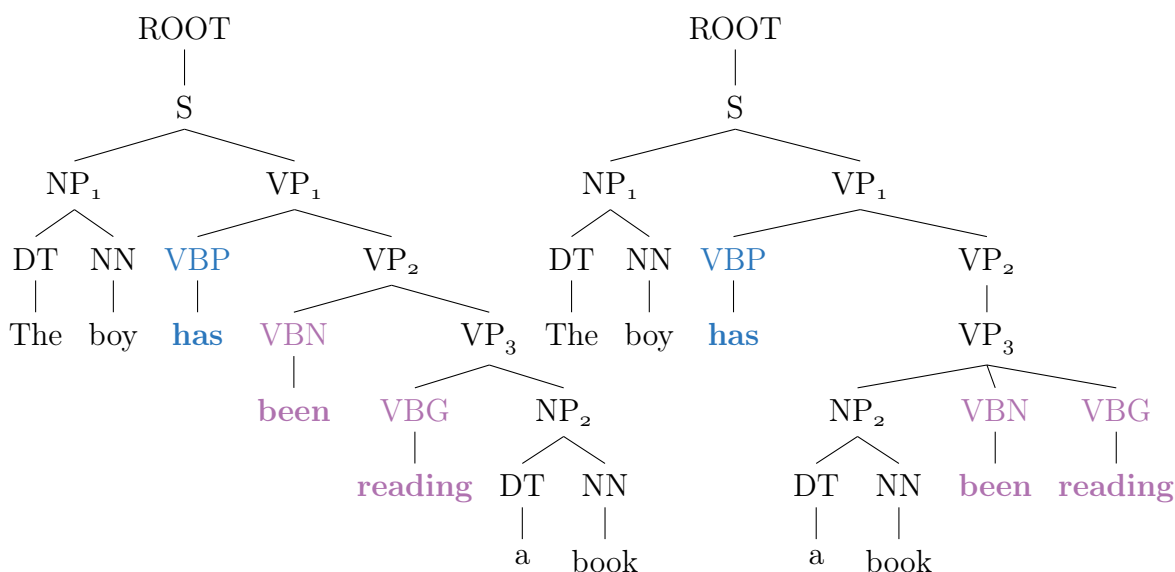 ROOT ROOT
S S
NP₁ VP₁ NP₁ VP₁
DT NN VBP VP₂ DT NN VBP VP₂
The boy has VBN VP₃ The boy has VP₃
been VBG NP₂ NP₂ VBN VBG
reading DT NN DT NN been reading
a book a book